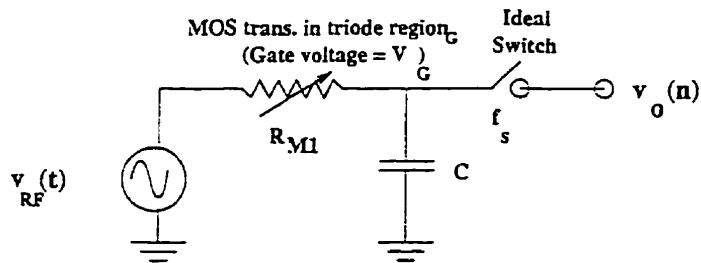 MOS trans. in triode region G
(Gate voltage = V G)
Ideal
Switch
R M1
f s
v o (n)
v RF (t)
C